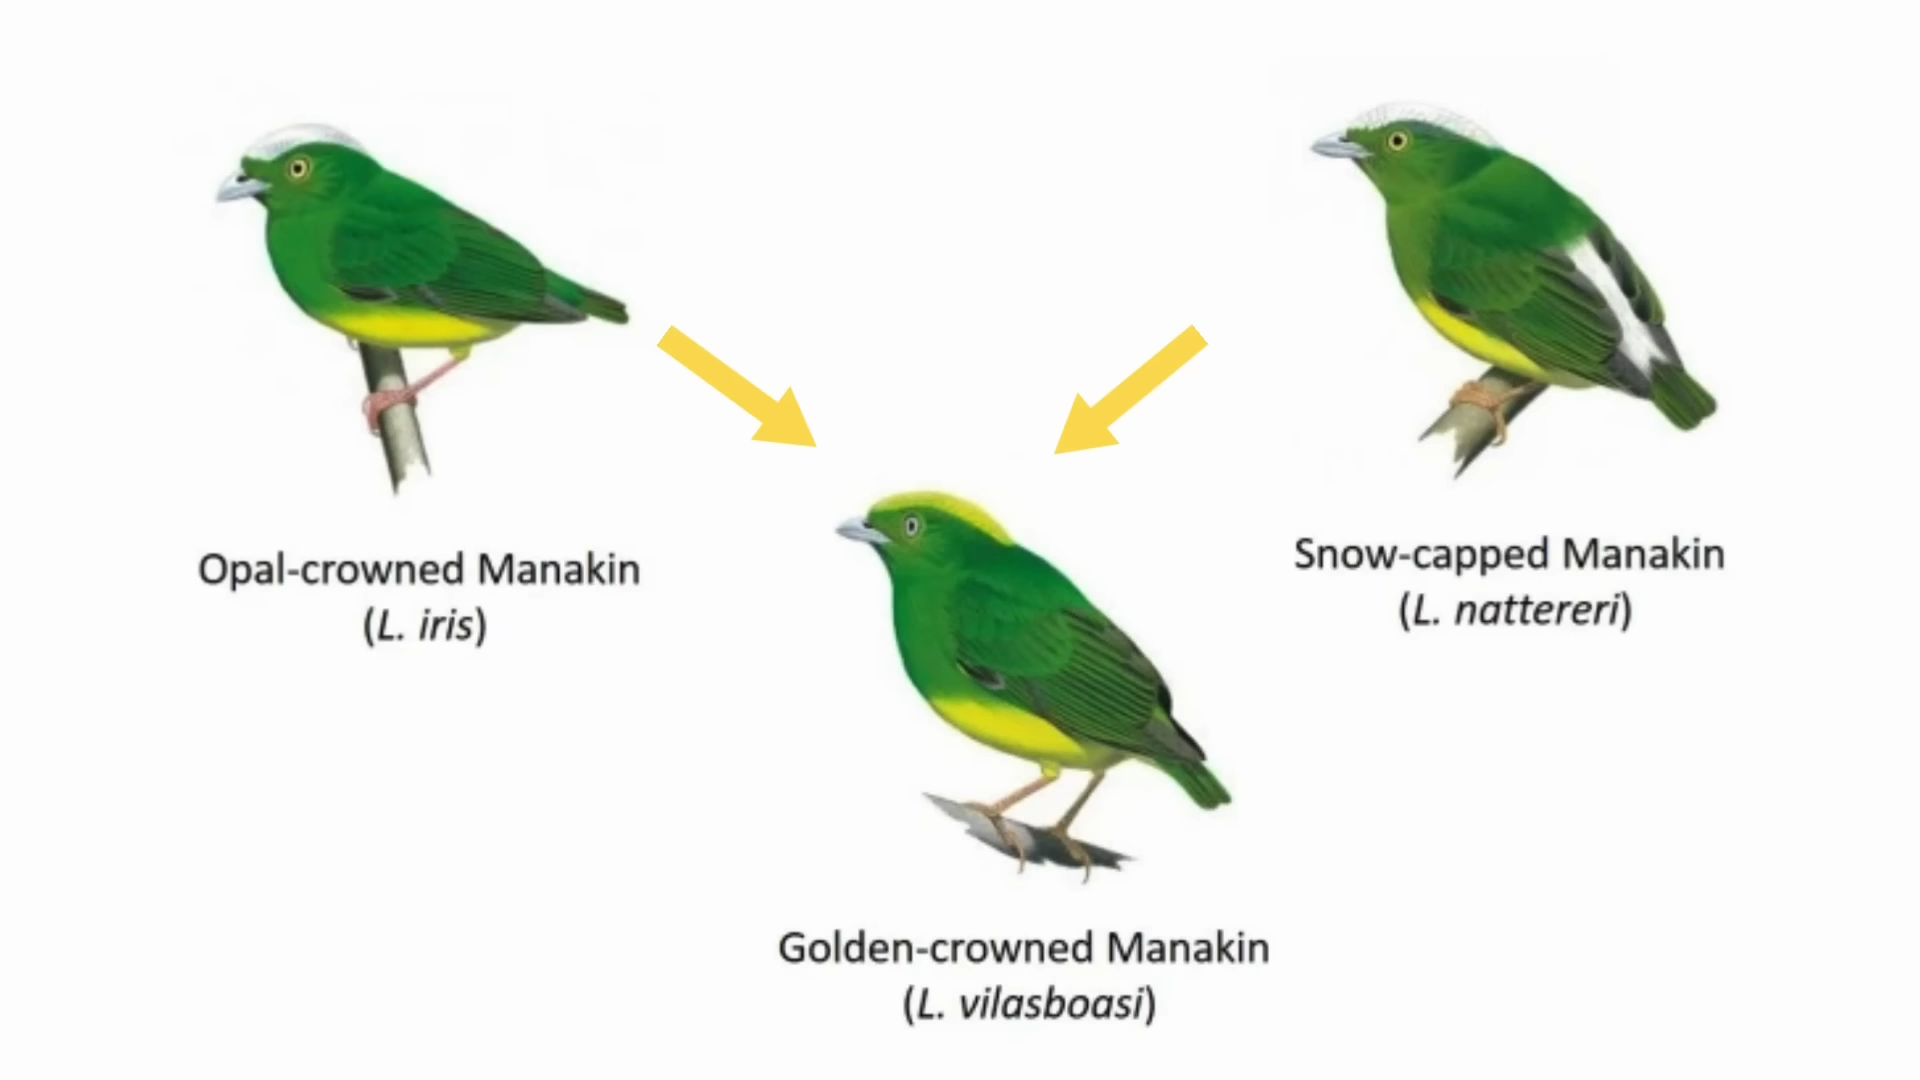 Opal-crowned Manakin
(L. iris)
Snow-capped Manakin
(L. nattereri)
Golden-crowned Manakin
(L. vilasboasi)